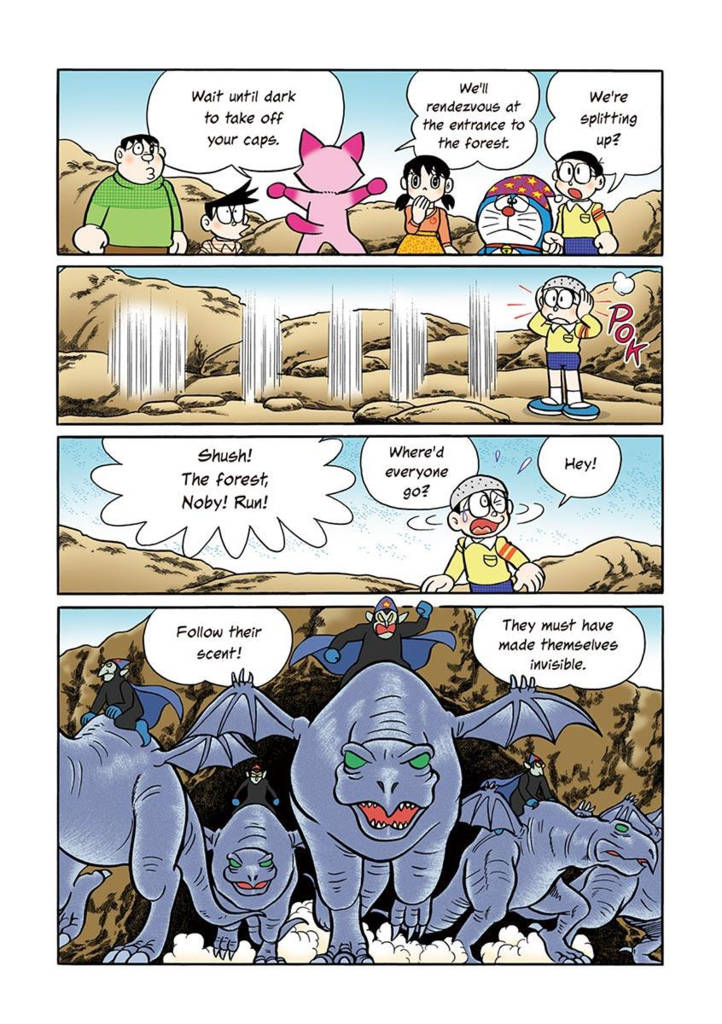 We're
splitting
up?
We'll
rendezvous at
the entrance to
the forest.
Wait until dark
to take off
your caps.
POK
Hey!
Where'd
everyone
go?
Shush!
The forest,
Noby! Run!
They must have
made themselves
invisible.
Follow their
scent!